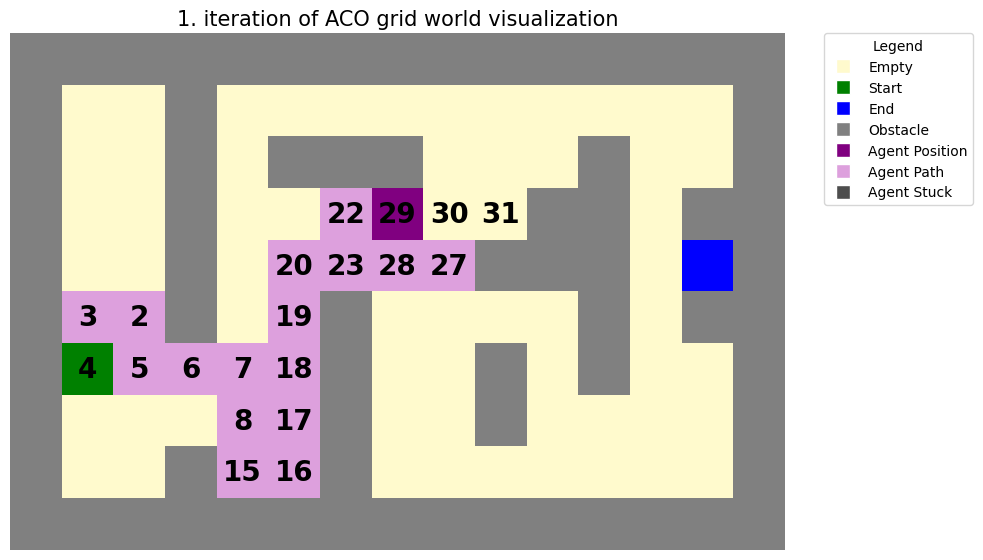 1. iteration of ACO grid world visualization
Legend
Empty
Start
End
Obstacle
Agent Position
Agent Path
Agent Stuck
22 29 30 31
20 23 28 27
3 2 19
4 5 6 7 18
8 17
15 16